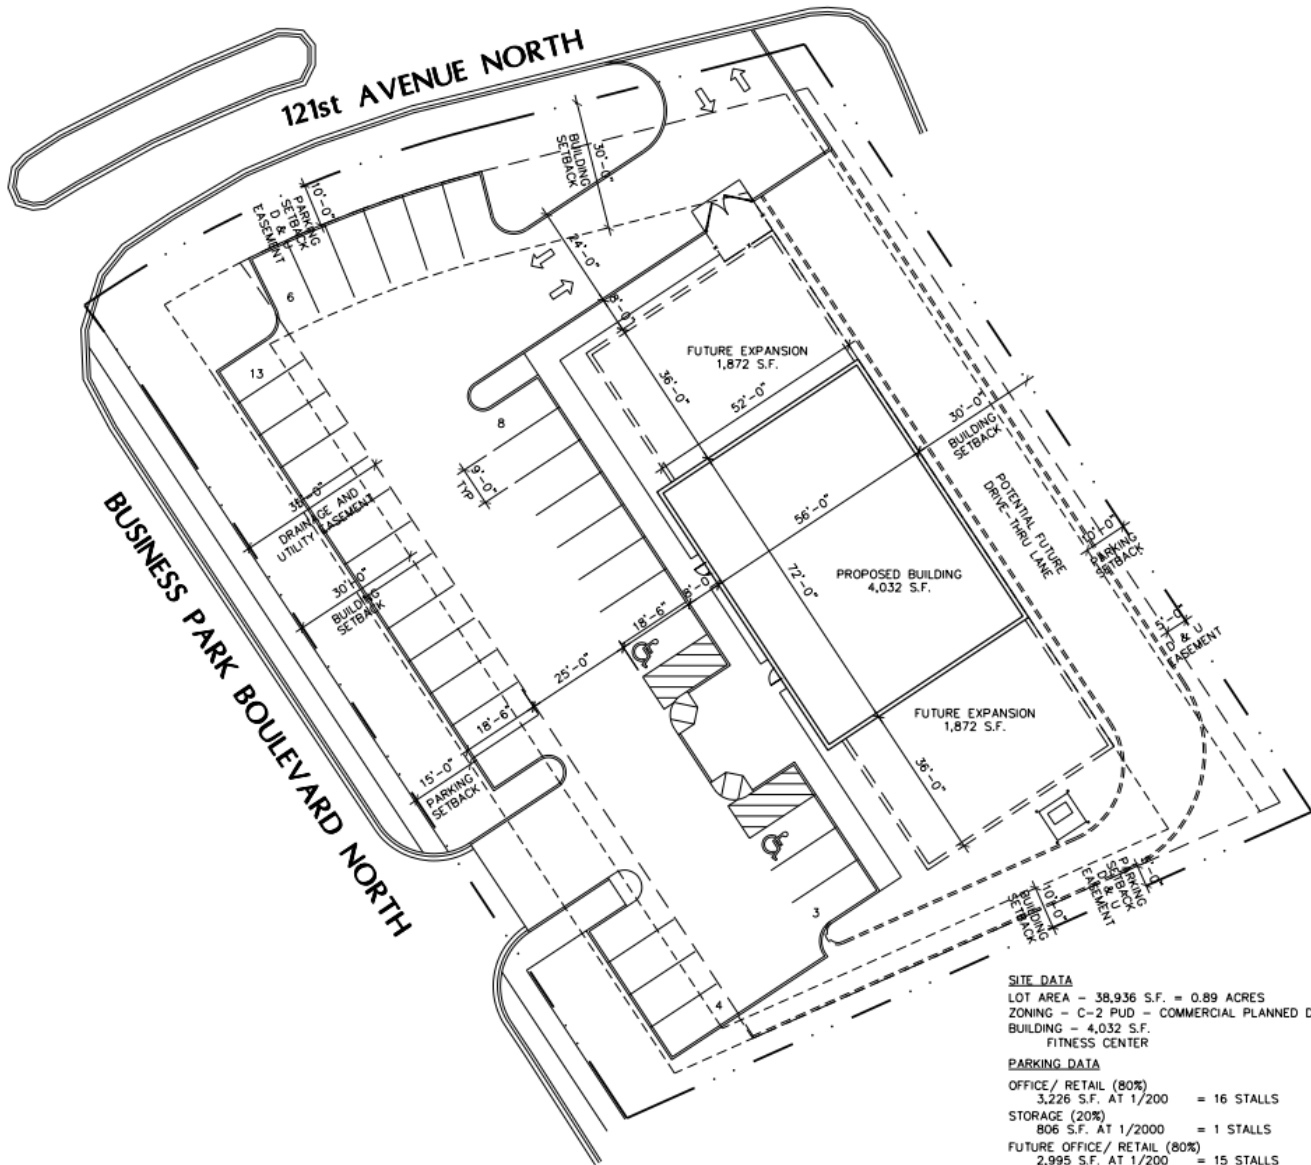 121st AVENUE NORTH
30'-0"
BUILDING
SETBACK
10'-0"
PARKING
SETBACK
D & U
EASEMENT
24'-0"
6
8'-0"
FUTURE EXPANSION
1,872 S.F.
13
36'-0"
52'-0"
8
30'-0"
BUILDING
SETBACK
9'-0"
TYP
DRAINAGE AND
UTILITY EASEMENT
56'-0"
POTENTIAL FUTURE
DRIVE-THRU LANE
10'-0"
PARKING
SETBACK
BUSINESS PARK BOULEVARD NORTH
30'-0"
BUILDING
SETBACK
72'-0"
PROPOSED BUILDING
4,032 S.F.
8'-0"
18'-6"
5'-0"
D & U
EASEMENT
25'-0"
18'-6"
FUTURE EXPANSION
1,872 S.F.
15'-0"
PARKING
SETBACK
36'-0"
5'-0"
PARKING
SETBACK
D & U
EASEMENT
10'-0"
BUILDING
SETBACK
3
4
SITE DATA
LOT AREA - 38,936 S.F. = 0.89 ACRES
ZONING - C-2 PUD - COMMERCIAL PLANNED D
BUILDING - 4,032 S.F.
FITNESS CENTER
PARKING DATA
OFFICE/ RETAIL (80%)
3,226 S.F. AT 1/200 = 16 STALLS
STORAGE (20%)
806 S.F. AT 1/2000 = 1 STALLS
FUTURE OFFICE/ RETAIL (80%)
2,995 S.F. AT 1/200 = 15 STALLS